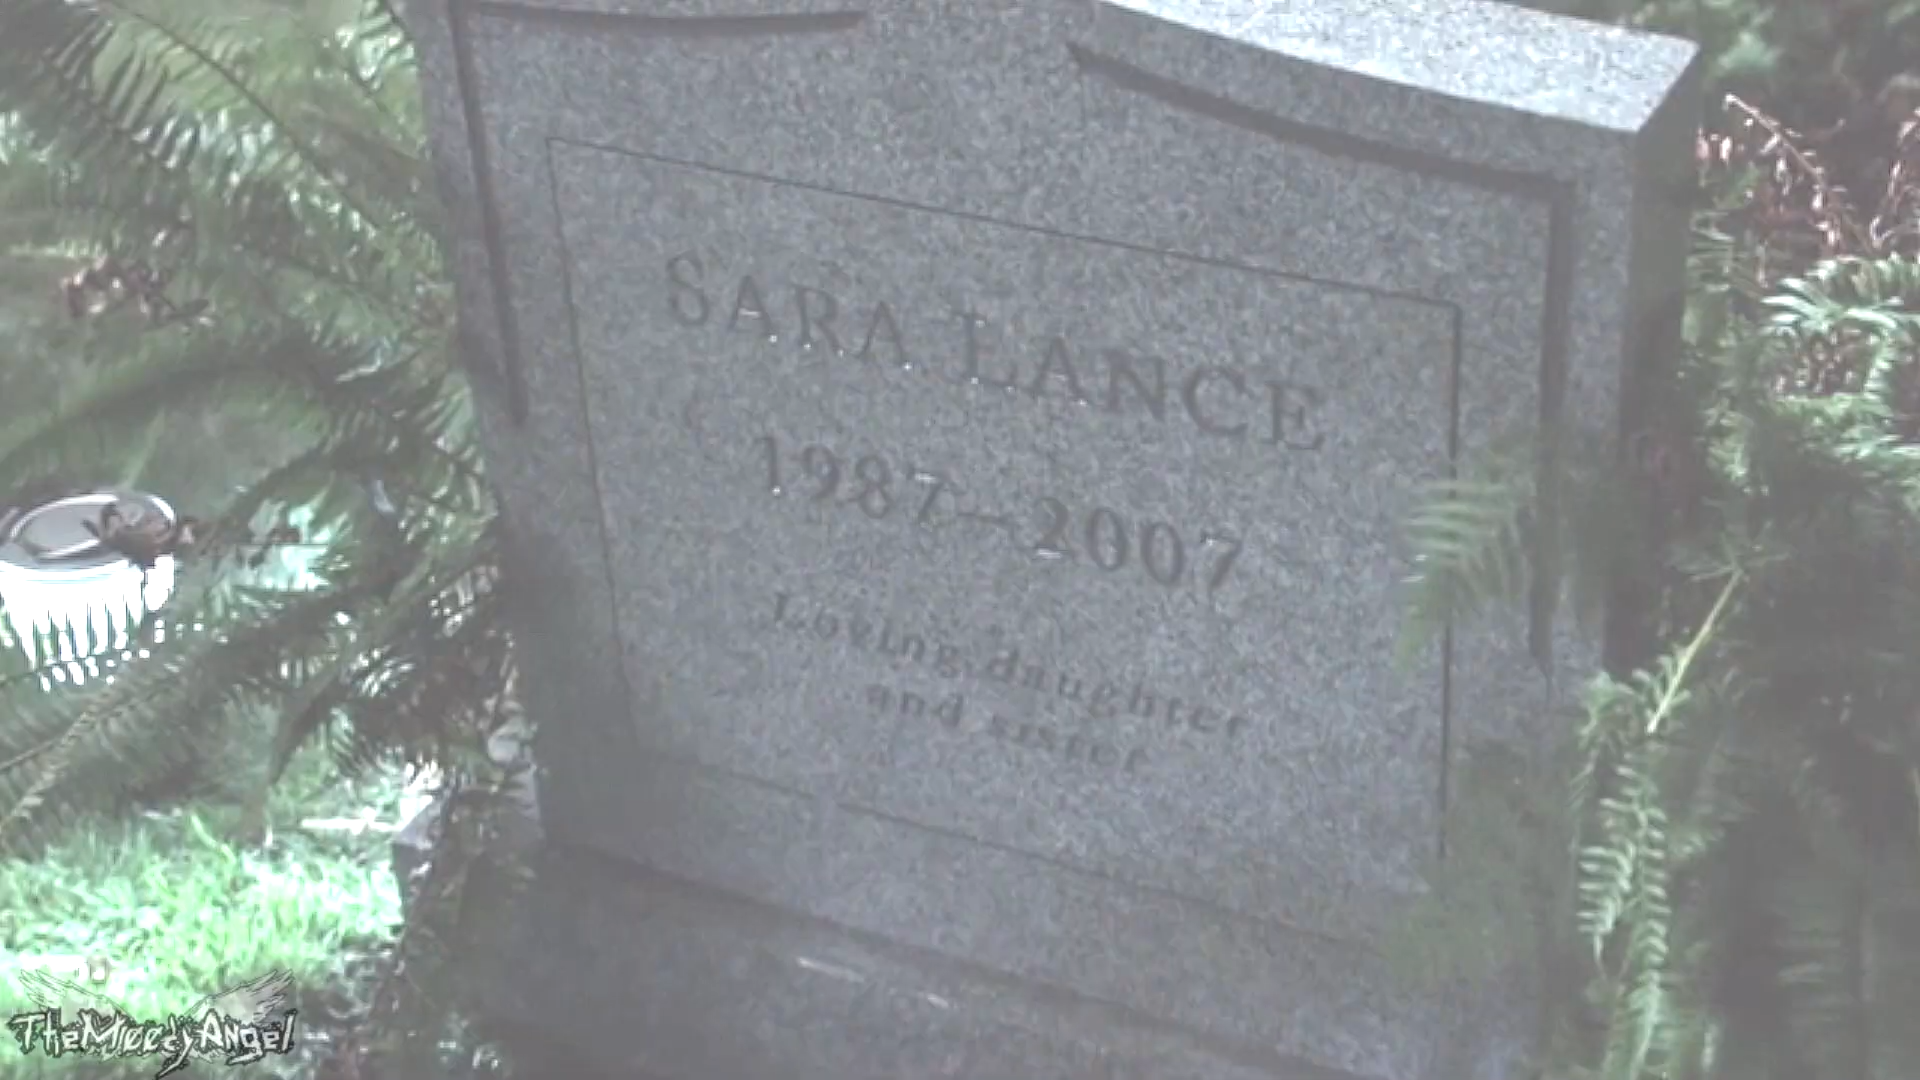 SARA LANCE
1987–2007
Loving daughter
and sister
TheMoodyAngel